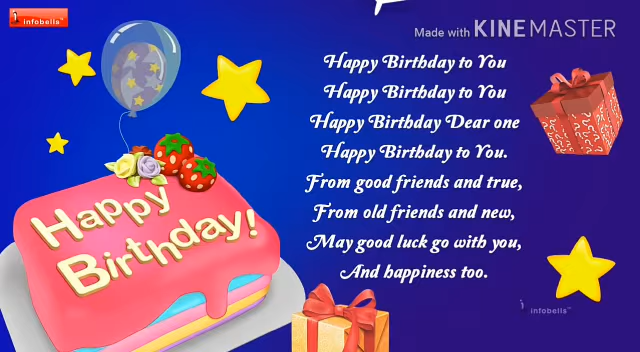 infobells
Made with KINEMASTER
Happy Birthday to You
Happy Birthday to You
Happy Birthday Dear one
Happy Birthday to You.
From good friends and true,
From old friends and new,
May good luck go with you,
And happiness too.
Happy
Birthday!
infobells